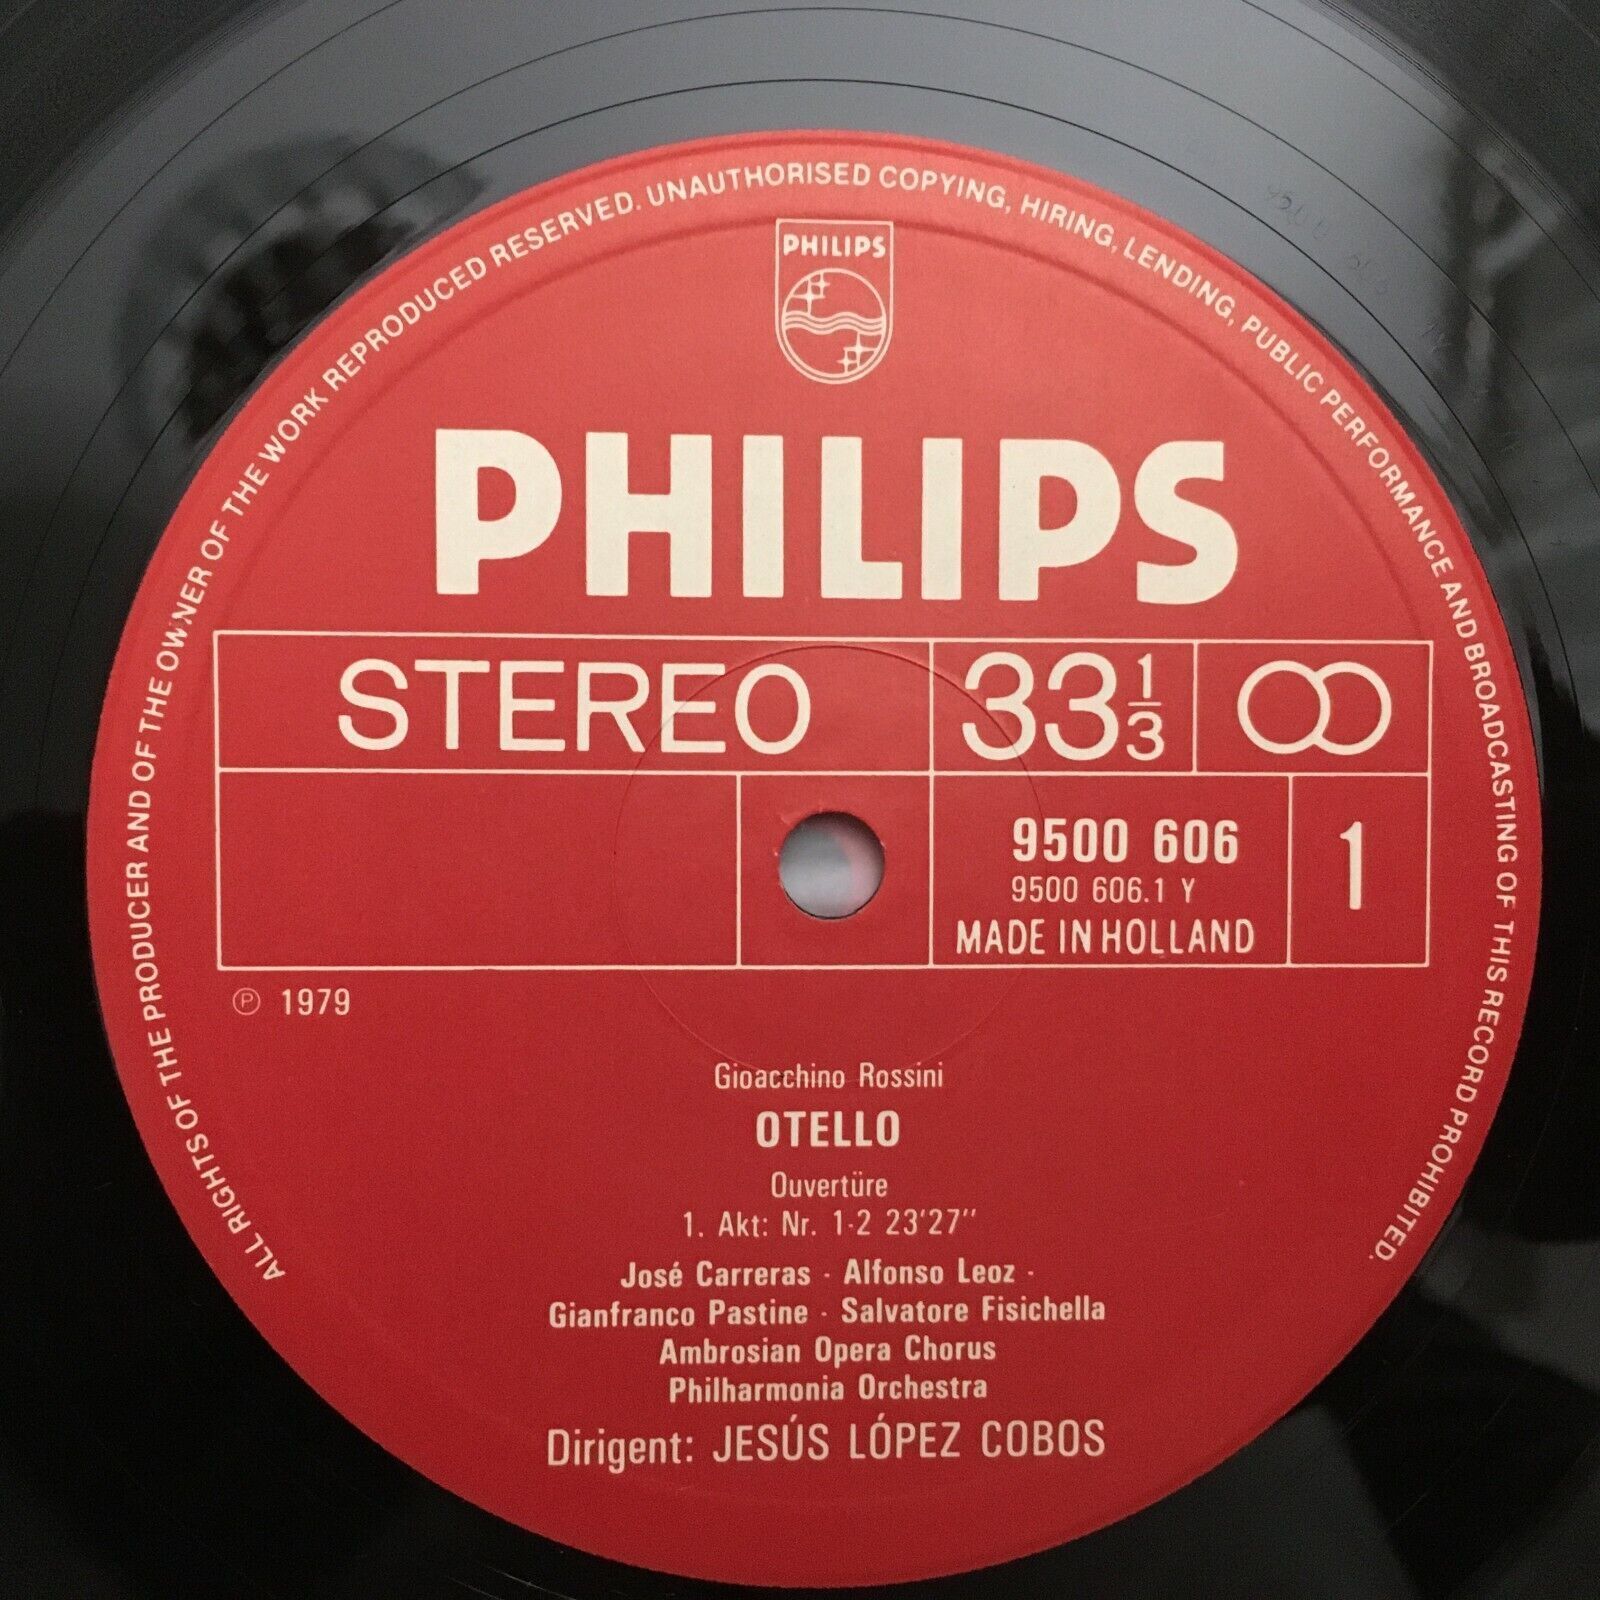 ALL RIGHTS OF THE PRODUCER AND OF THE OWNER OF THE WORK REPRODUCED RESERVED. UNAUTHORISED COPYING, HIRING, LENDING, PUBLIC PERFORMANCE AND BROADCASTING OF THIS RECORD PROHIBITED.
PHILIPS
PHILIPS
STEREO 33 1/3
9500 606 1
9500 606.1 Y
MADE IN HOLLAND
Ⓟ 1979
Gioacchino Rossini
OTELLO
Ouvertüre
1. Akt: Nr. 1-2 23'27''
José Carreras · Alfonso Leoz ·
Gianfranco Pastine · Salvatore Fisichella
Ambrosian Opera Chorus
Philharmonia Orchestra
Dirigent: JESÚS LÓPEZ COBOS